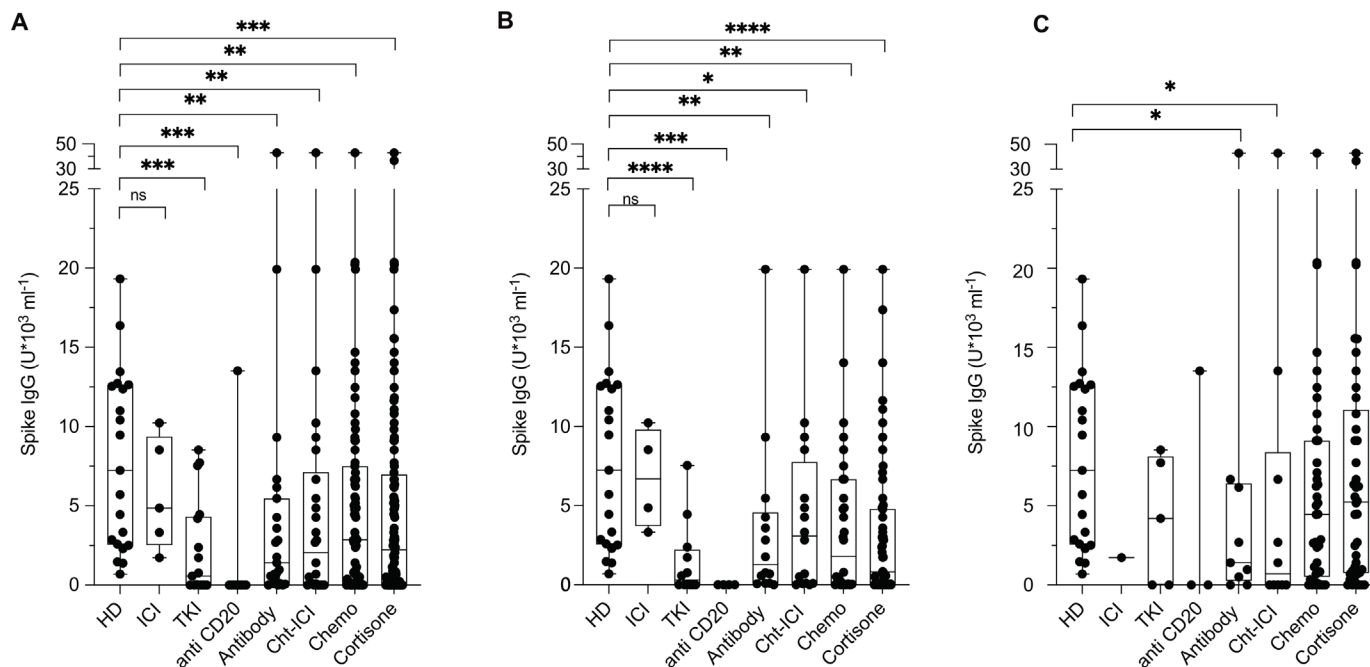 A
***
**
**
**
***
***
ns
50
30
25
20
15
10
5
0
Spike IgG (U*10³ ml⁻¹)
HD
ICI
TKI
anti CD20
Antibody
Cht-ICI
Chemo
Cortisone
B
****
**
*
**
***
****
ns
50
30
25
20
15
10
5
0
Spike IgG (U*10³ ml⁻¹)
HD
ICI
TKI
anti CD20
Antibody
Cht-ICI
Chemo
Cortisone
C
*
*
50
30
25
20
15
10
5
0
Spike IgG (U*10³ ml⁻¹)
HD
ICI
TKI
anti CD20
Antibody
Cht-ICI
Chemo
Cortisone